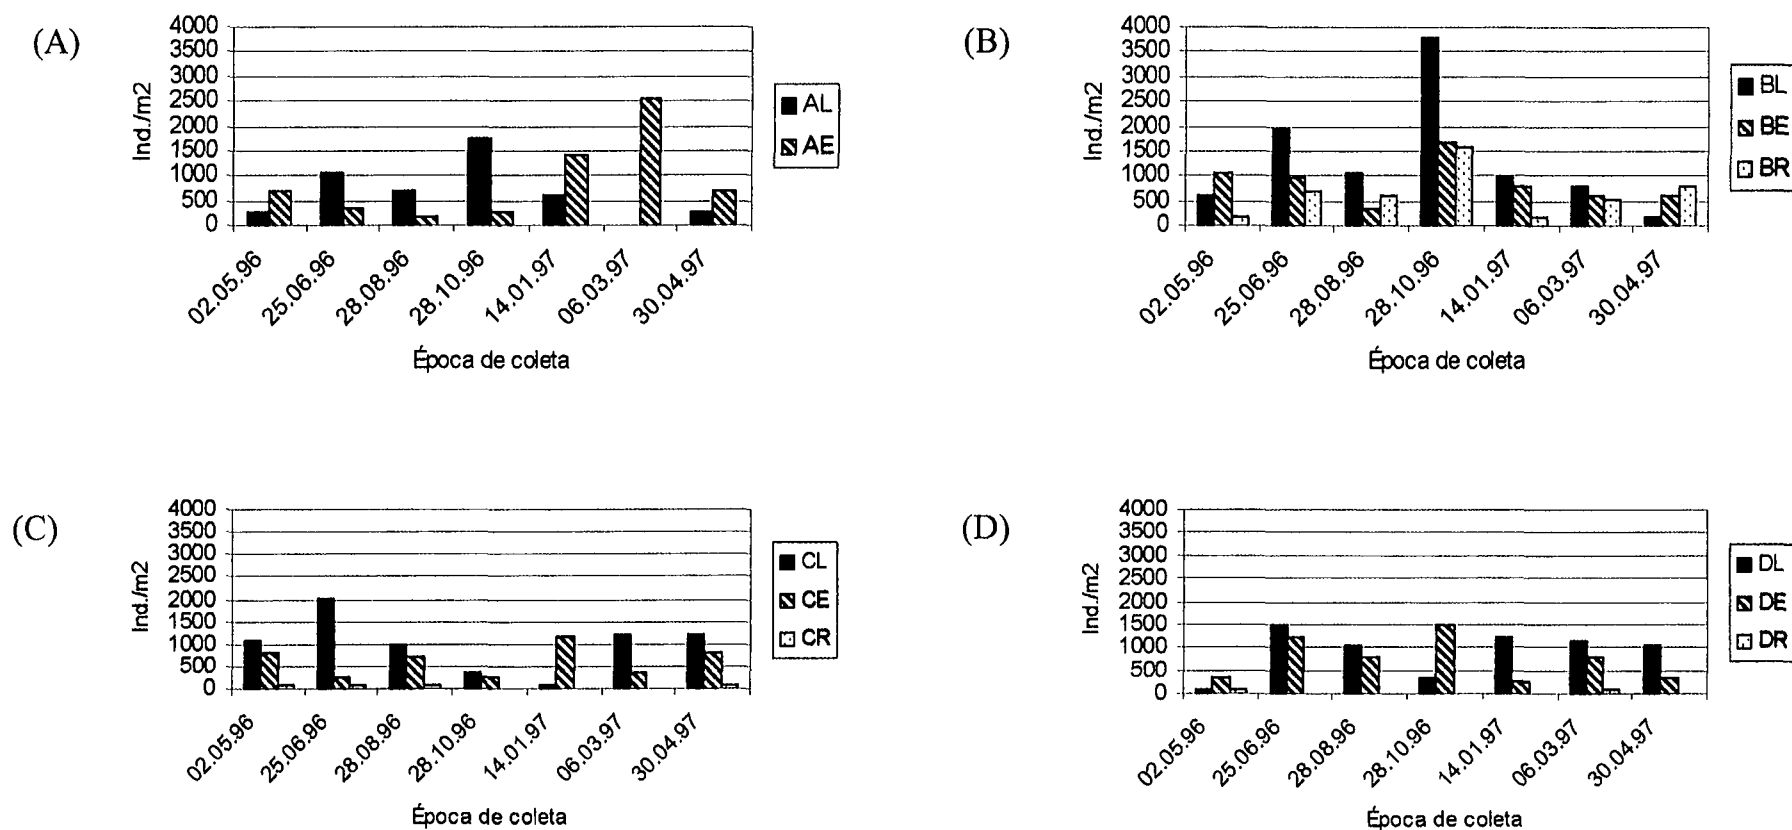 (A)
4000
3500
3000
2500
2000
1500
1000
500
0
Ind./m2
02.05.96
25.06.96
28.08.96
28.10.96
14.01.97
06.03.97
30.04.97
Época de coleta
AL
AE
(B)
4000
3500
3000
2500
2000
1500
1000
500
0
Ind./m2
02.05.96
25.06.96
28.08.96
28.10.96
14.01.97
06.03.97
30.04.97
Época de coleta
BL
BE
BR
(C)
4000
3500
3000
2500
2000
1500
1000
500
0
Ind./m2
02.05.96
25.06.96
28.08.96
28.10.96
14.01.97
06.03.97
30.04.97
Época de coleta
CL
CE
CR
(D)
4000
3500
3000
2500
2000
1500
1000
500
0
Ind./m2
02.05.96
25.06.96
28.08.96
28.10.96
14.01.97
06.03.97
30.04.97
Época de coleta
DL
DE
DR